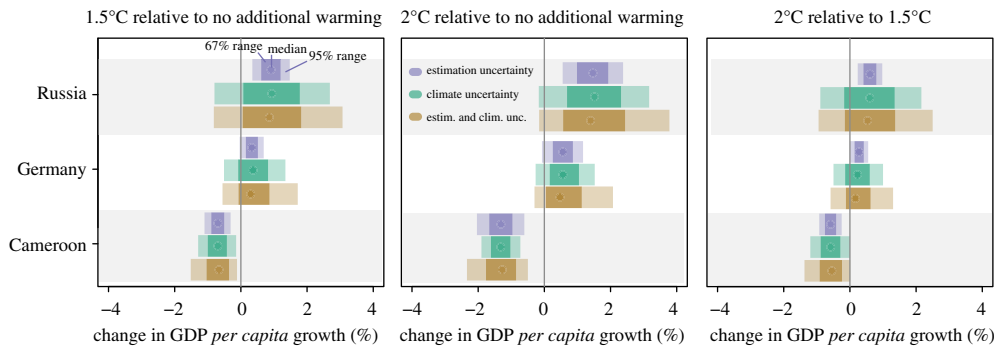 1.5°C relative to no additional warming
2°C relative to no additional warming
2°C relative to 1.5°C
67% range
median
95% range
estimation uncertainty
climate uncertainty
estim. and clim. unc.
Russia
Germany
Cameroon
−4 −2 0 2 4
−4 −2 0 2 4
−4 −2 0 2 4
change in GDP per capita growth (%)
change in GDP per capita growth (%)
change in GDP per capita growth (%)